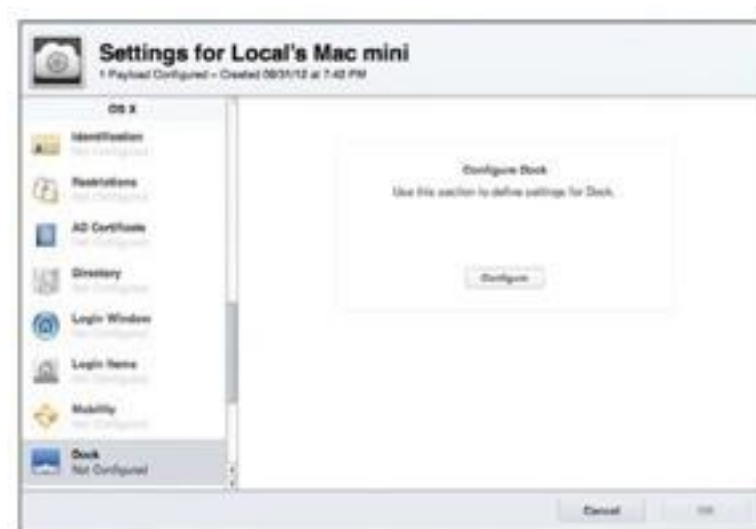 Settings for Local's Mac mini
1 Payload Configured – Created 08/31/12 at 7:43 PM
OS X
Identification
Not Configured
Restrictions
Not Configured
AD Certificate
Not Configured
Directory
Not Configured
Login Window
Not Configured
Login Items
Not Configured
Mobility
Not Configured
Dock
Not Configured
Configure Dock
Use this section to define settings for Dock.
Configure
Cancel
OK